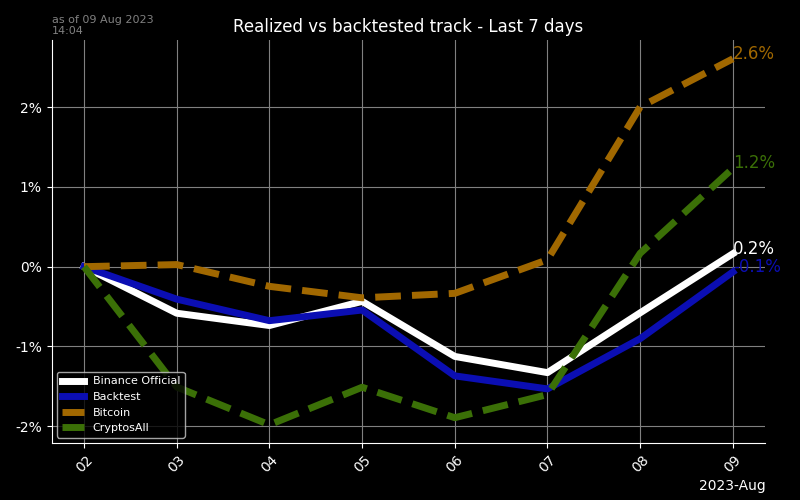 as of 09 Aug 2023
14:04
Realized vs backtested track - Last 7 days
2.6%
2%
1.2%
1%
0.2%
0%
-0.1%
-1%
-2%
Binance Official
Backtest
Bitcoin
CryptosAll
02 03 04 05 06 07 08 09
2023-Aug